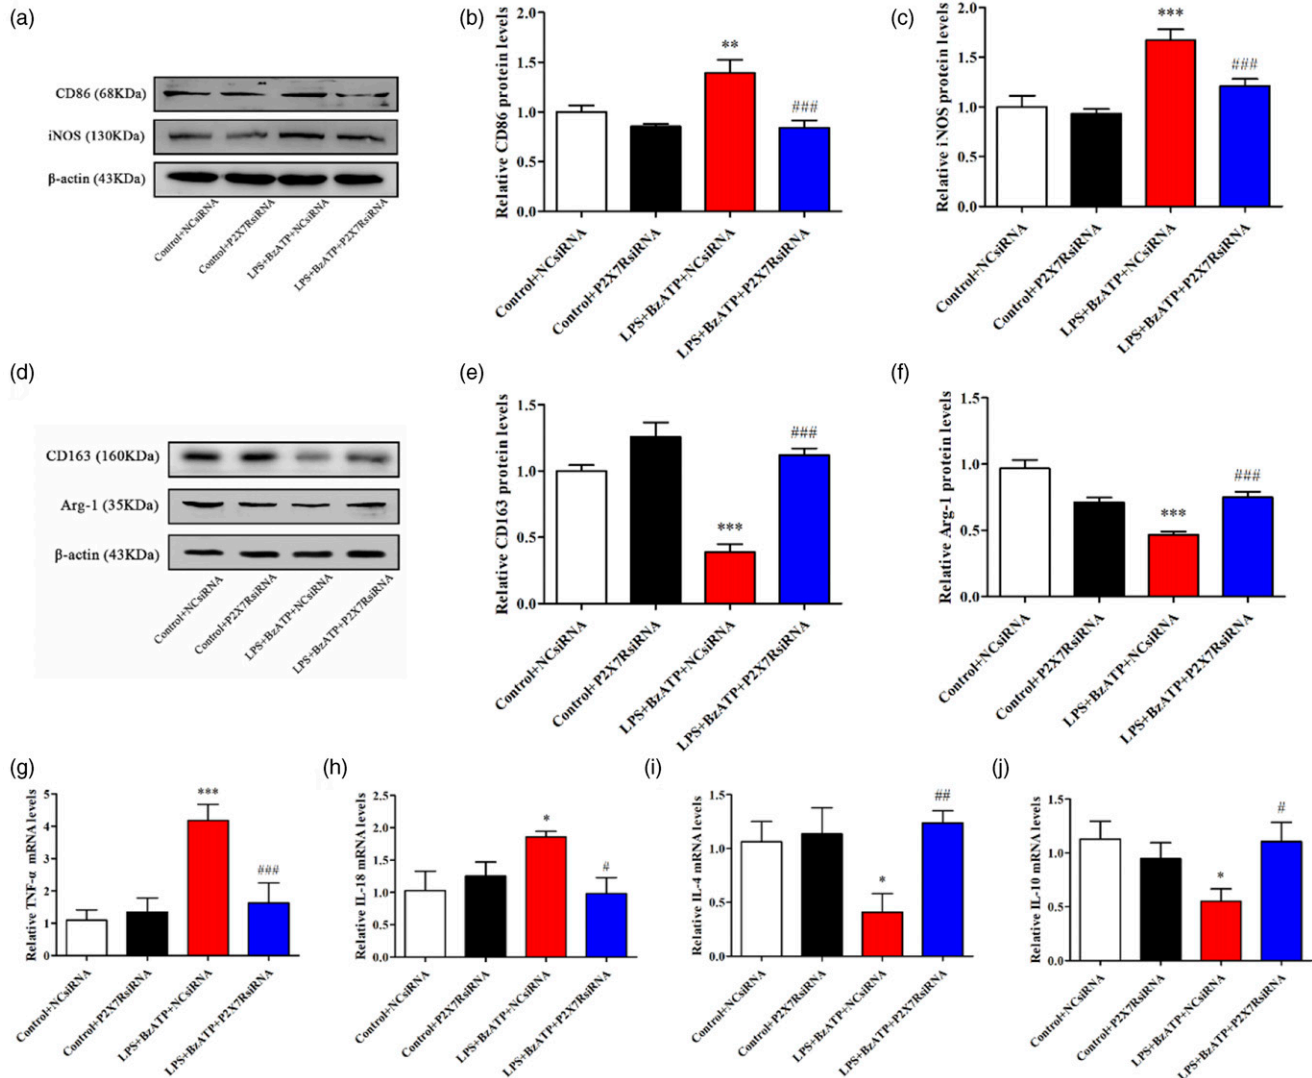 (a)
CD86 (68KDa)
iNOS (130KDa)
β-actin (43KDa)
Control+NCsiRNA
Control+P2X7RsiRNA
LPS+BzATP+NCsiRNA
LPS+BzATP+P2X7RsiRNA
(b)
Relative CD86 protein levels
2.0
1.5
1.0
0.5
0.0
**
###
Control+NCsiRNA
Control+P2X7RsiRNA
LPS+BzATP+NCsiRNA
LPS+BzATP+P2X7RsiRNA
(c)
Relative iNOS protein levels
2.0
1.5
1.0
0.5
0.0
***
###
Control+NCsiRNA
Control+P2X7RsiRNA
LPS+BzATP+NCsiRNA
LPS+BzATP+P2X7RsiRNA
(d)
CD163 (160KDa)
Arg-1 (35KDa)
β-actin (43KDa)
Control+NCsiRNA
Control+P2X7RsiRNA
LPS+BzATP+NCsiRNA
LPS+BzATP+P2X7RsiRNA
(e)
Relative CD163 protein levels
1.5
1.0
0.5
0.0
***
###
Control+NCsiRNA
Control+P2X7RsiRNA
LPS+BzATP+NCsiRNA
LPS+BzATP+P2X7RsiRNA
(f)
Relative Arg-1 protein levels
1.5
1.0
0.5
0.0
***
###
Control+NCsiRNA
Control+P2X7RsiRNA
LPS+BzATP+NCsiRNA
LPS+BzATP+P2X7RsiRNA
(g)
Relative TNF-α mRNA levels
5
4
3
2
1
0
***
###
Control+NCsiRNA
Control+P2X7RsiRNA
LPS+BzATP+NCsiRNA
LPS+BzATP+P2X7RsiRNA
(h)
Relative IL-18 mRNA levels
2.5
2.0
1.5
1.0
0.5
0.0
*
#
Control+NCsiRNA
Control+P2X7RsiRNA
LPS+BzATP+NCsiRNA
LPS+BzATP+P2X7RsiRNA
(i)
Relative IL-4 mRNA levels
1.5
1.0
0.5
0.0
*
##
Control+NCsiRNA
Control+P2X7RsiRNA
LPS+BzATP+NCsiRNA
LPS+BzATP+P2X7RsiRNA
(j)
Relative IL-10 mRNA levels
1.5
1.0
0.5
0.0
*
#
Control+NCsiRNA
Control+P2X7RsiRNA
LPS+BzATP+NCsiRNA
LPS+BzATP+P2X7RsiRNA